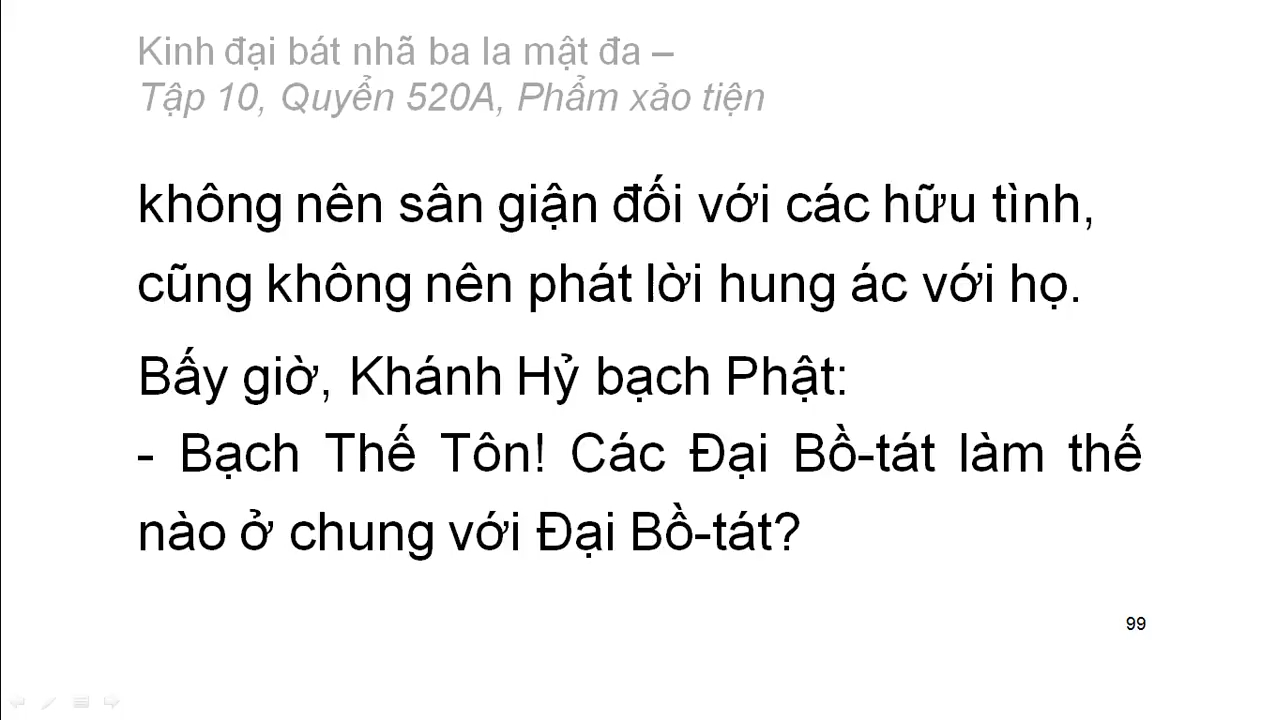 Kinh đại bát nhã ba la mật đa –
Tập 10, Quyển 520A, Phẩm xảo tiện
không nên sân giận đối với các hữu tình,
cũng không nên phát lời hung ác với họ.
Bấy giờ, Khánh Hỷ bạch Phật:
- Bạch Thế Tôn! Các Đại Bồ-tát làm thế
nào ở chung với Đại Bồ-tát?
99